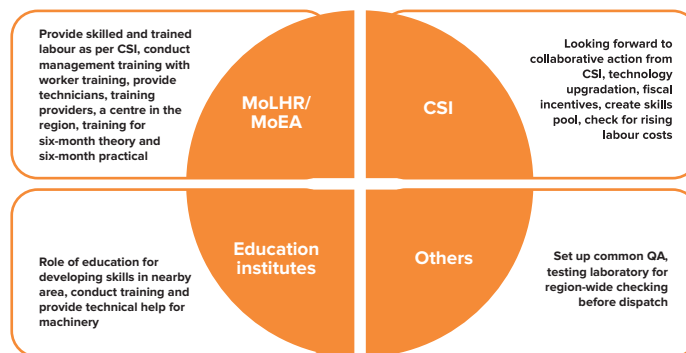 Provide skilled and trained
labour as per CSI, conduct
management training with
worker training, provide
technicians, training
providers, a centre in the
region, training for
six-month theory and
six-month practical
MoLHR/
MoEA
CSI
Looking forward to
collaborative action from
CSI, technology
upgradation, fiscal
incentives, create skills
pool, check for rising
labour costs
Role of education for
developing skills in nearby
area, conduct training and
provide technical help for
machinery
Education
institutes
Others
Set up common QA,
testing laboratory for
region-wide checking
before dispatch